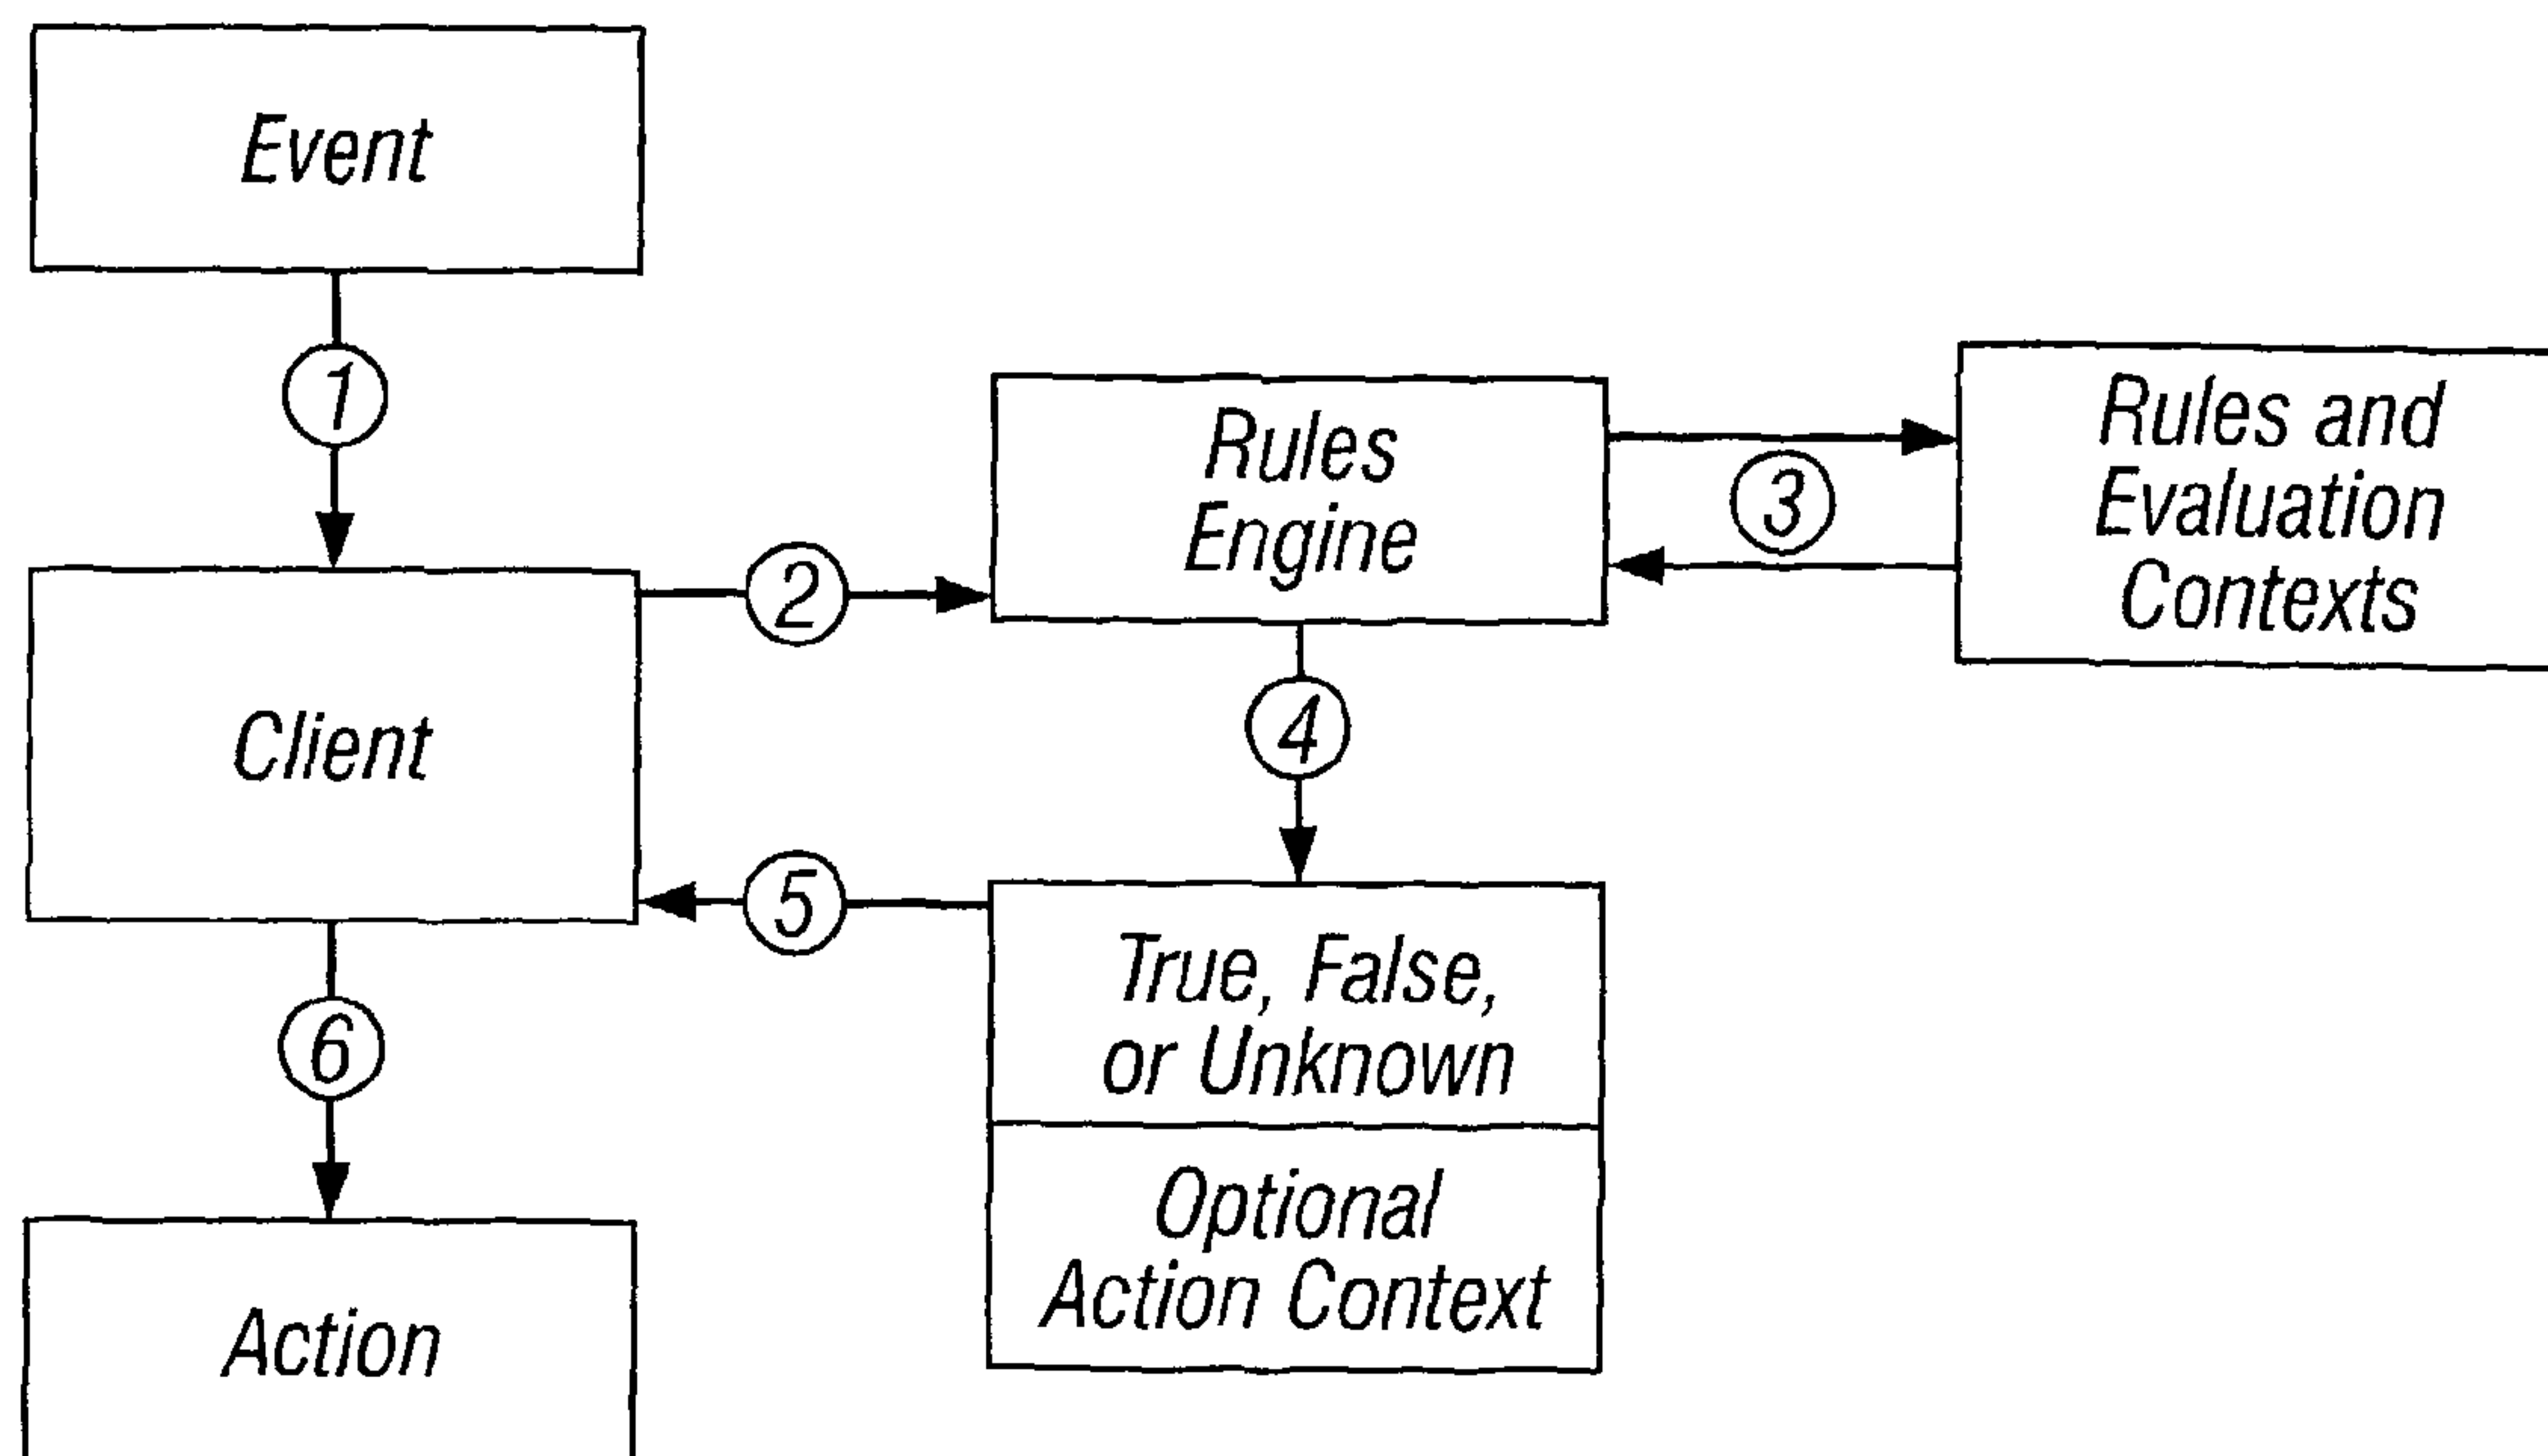 Event
1
Rules
Engine
3
Rules and
Evaluation
Contexts
2
Client
4
5
True, False,
or Unknown
6
Optional
Action Context
Action